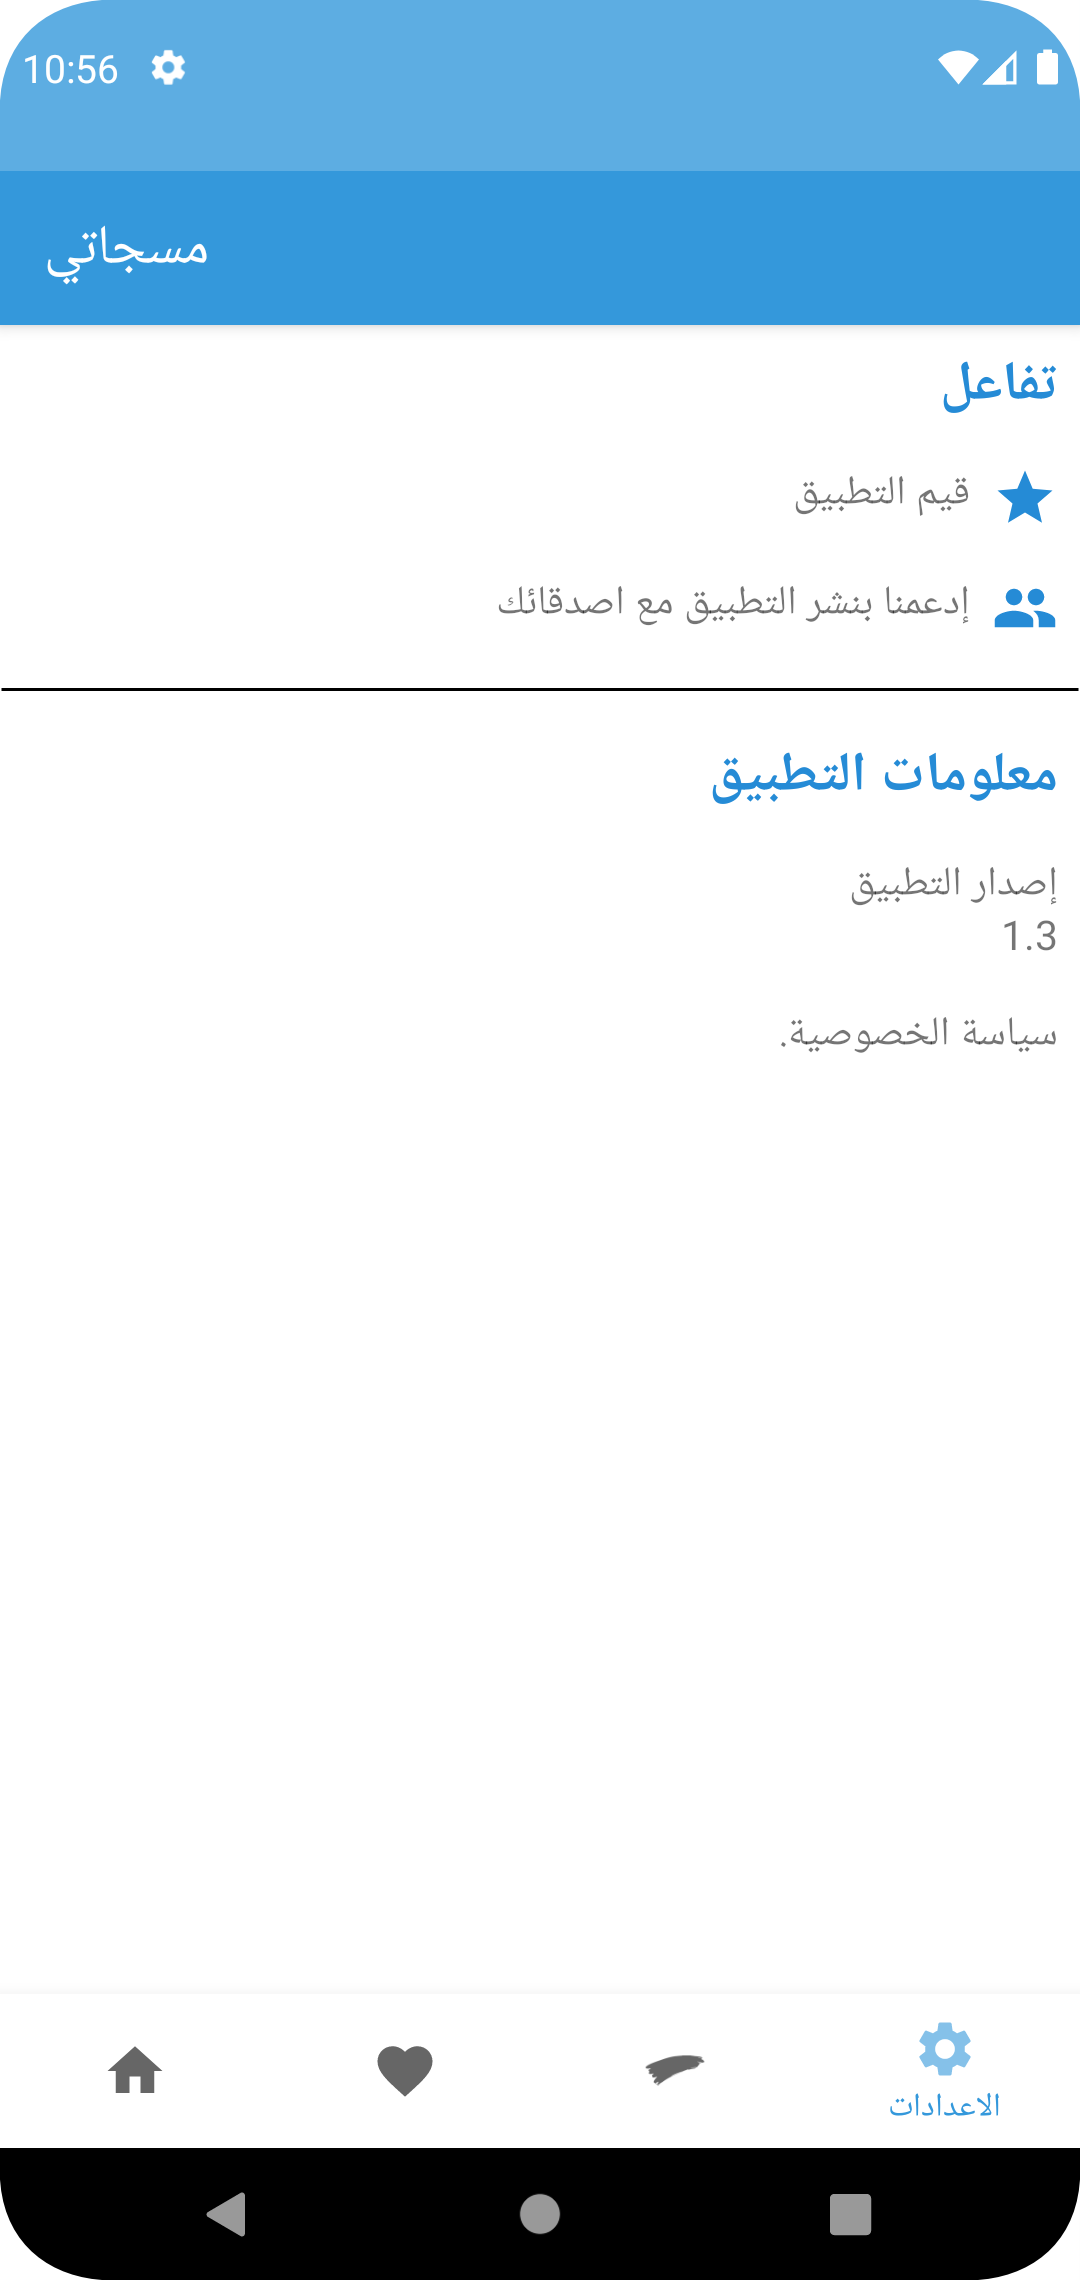 10:56
مسجاتي
تفاعل
قيم التطبيق
إدعمنا بنشر التطبيق مع اصدقائك
معلومات التطبيق
إصدار التطبيق
1.3
سياسة الخصوصية.
الاعدادات